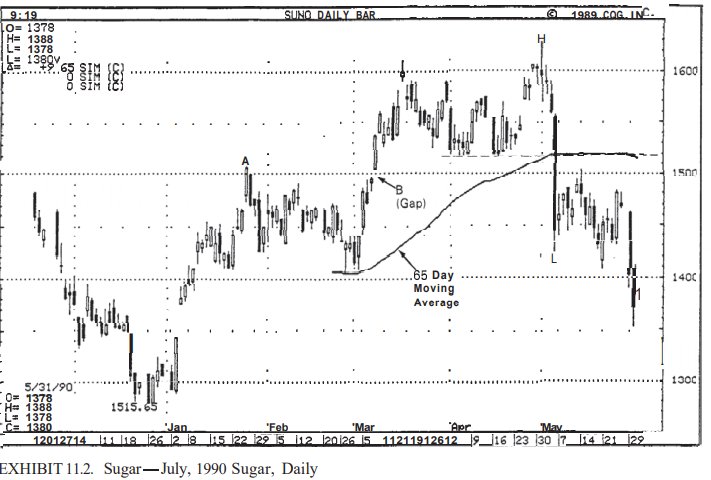 9:19 SUNO DAILY BAR © 1989 CQG.INC.
O= 1378
H= 1388
L= 1378
L= 1380V
Δ= +9 65 SIM (C)
0 SIM (C)
0 SIM (C)
H
1600
A
1500
B
(Gap)
L
65 Day
Moving
Average
1400
1
5/31/90
1300
O= 1378
H= 1388
L= 1378
C= 1380
1515.65
Jan Feb Mar Apr May
12012714 11 18 26 2 8 15 22 29 5 12 20 26 5 11211912612 9 16 23 30 7 14 21 29
EXHIBIT 11.2. Sugar—July, 1990 Sugar, Daily